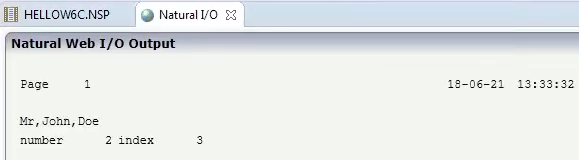 HELLOW6C.NSP Natural I/O
Natural Web I/O Output
Page 1 18-06-21 13:33:32
Mr,John,Doe
number 2 index 3